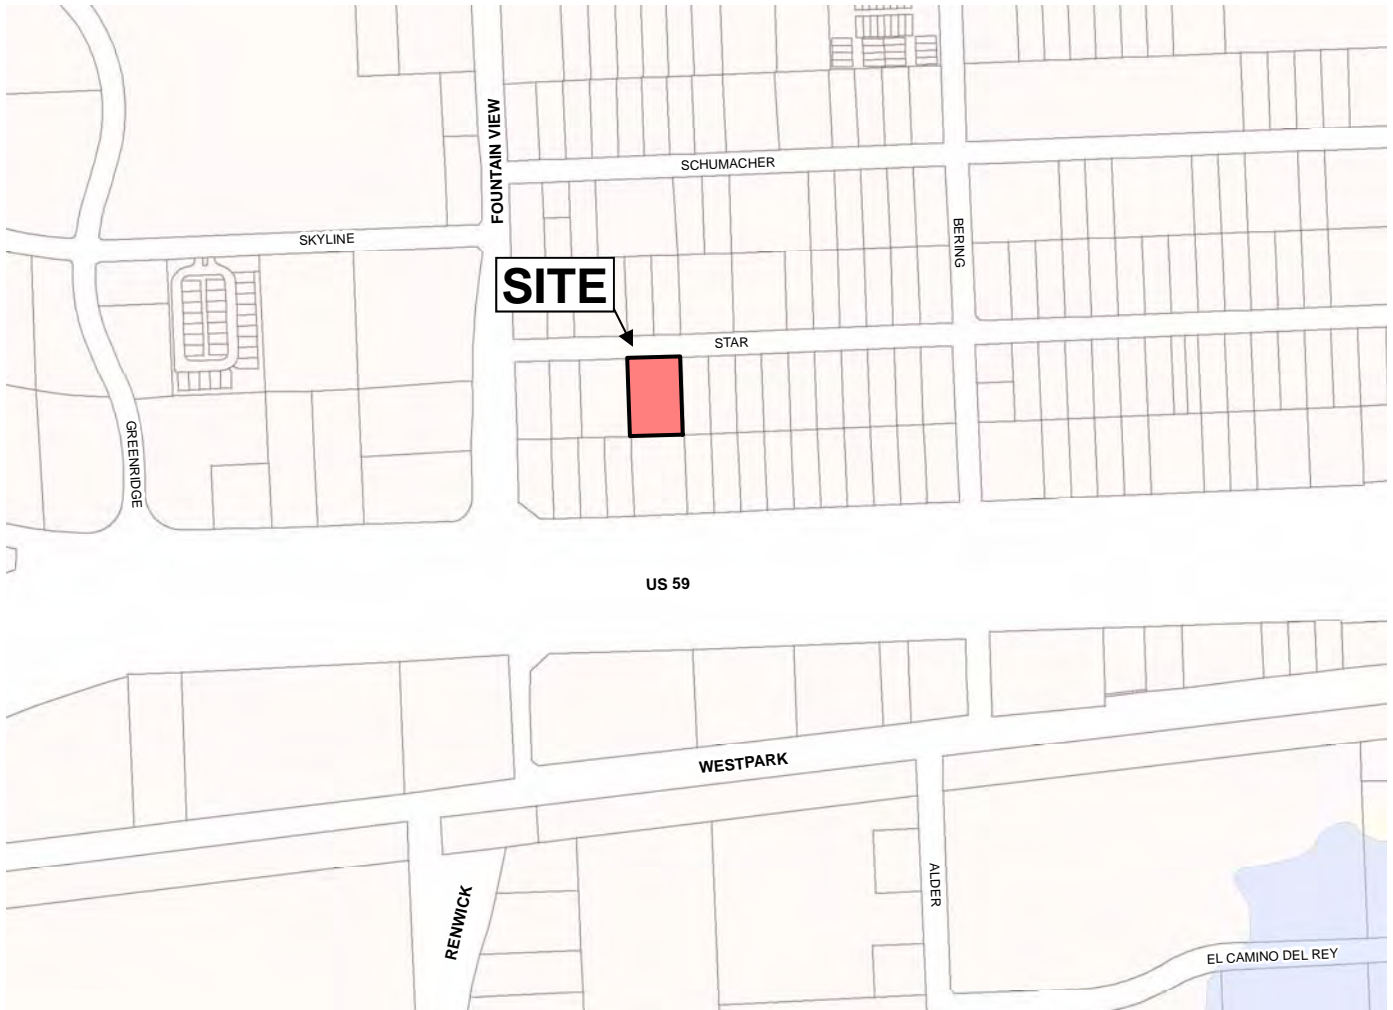 FOUNTAIN VIEW
SCHUMACHER
BERING
SKYLINE
SITE
STAR
GREENRIDGE
US 59
WESTPARK
RENWICK
ALDER
EL CAMINO DEL REY